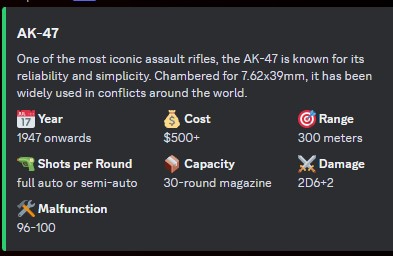 AK-47
One of the most iconic assault rifles, the AK-47 is known for its
reliability and simplicity. Chambered for 7.62x39mm, it has been
widely used in conflicts around the world.
JULY 17 Year Cost Range
1947 onwards $500+ 300 meters
Shots per Round Capacity Damage
full auto or semi-auto 30-round magazine 2D6+2
Malfunction
96-100